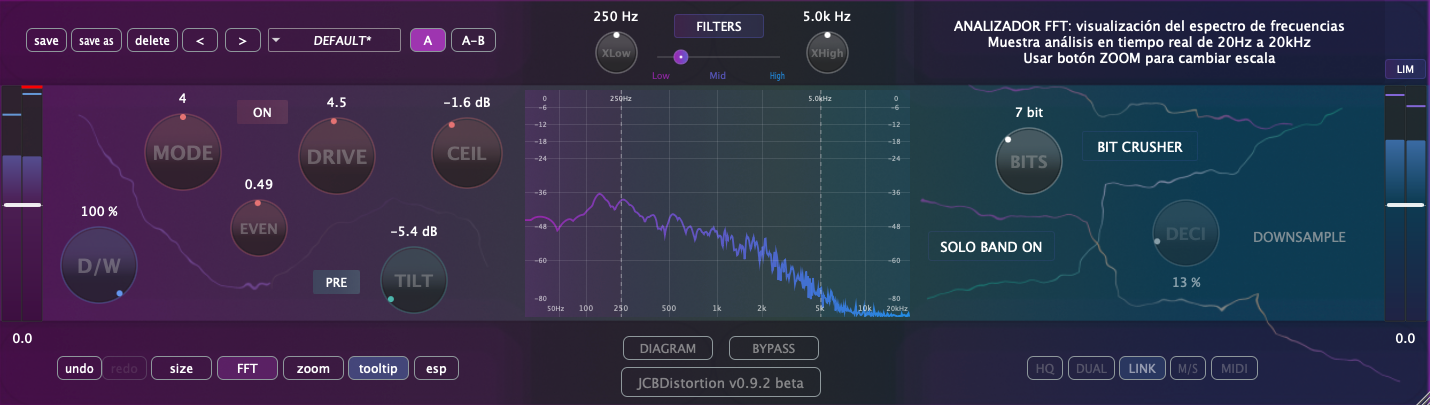 save
save as
delete
<
>
DEFAULT*
A
A-B
250 Hz
FILTERS
5.0k Hz
XLow
XHigh
Low
Mid
High
ANALIZADOR FFT: visualización del espectro de frecuencias
Muestra análisis en tiempo real de 20Hz a 20kHz
Usar botón ZOOM para cambiar escala
LIM
4
ON
4.5
-1.6 dB
MODE
DRIVE
CEIL
0.49
EVEN
100 %
D/W
-5.4 dB
PRE
TILT
0
250Hz
5.0kHz
0
-6
-6
-12
-12
-18
-18
-24
-24
-36
-36
-48
-48
-60
-60
-80
-80
50Hz
100
250
500
1k
2k
5k
10k
20kHz
7 bit
BITS
BIT CRUSHER
SOLO BAND ON
DECI
DOWNSAMPLE
13 %
0.0
0.0
undo
redo
size
FFT
zoom
tooltip
esp
DIAGRAM
BYPASS
JCBDistortion v0.9.2 beta
HQ
DUAL
LINK
M/S
MIDI